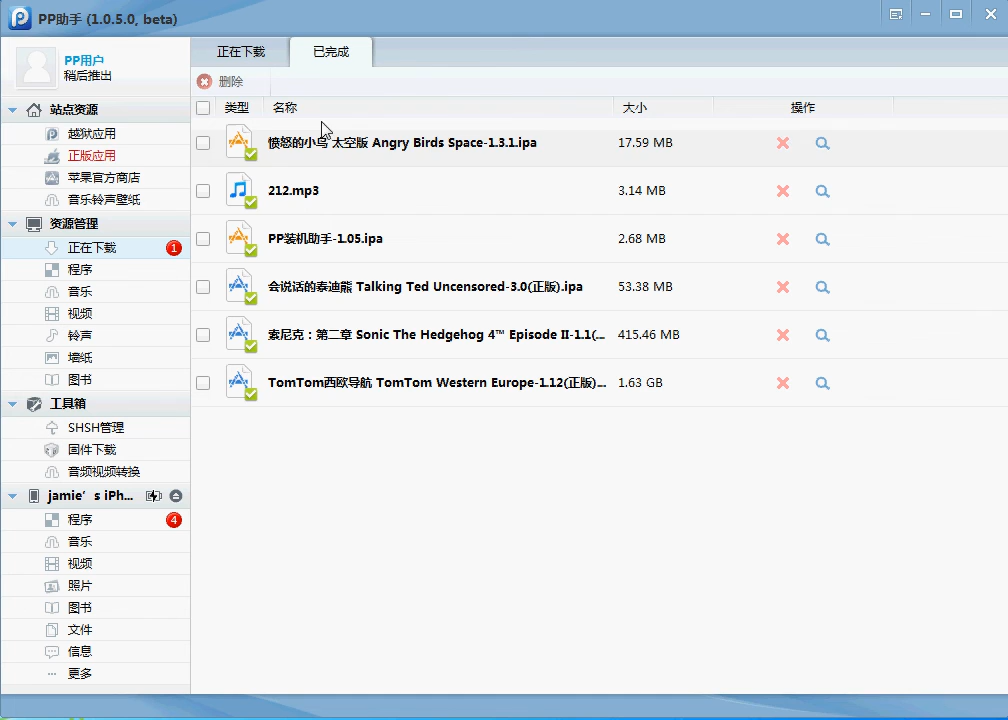 PP助手 (1.0.5.0, beta)
PP用户
稍后推出
站点资源
越狱应用
正版应用
苹果官方商店
音乐铃声壁纸
资源管理
正在下载 1
程序
音乐
视频
铃声
墙纸
图书
工具箱
SHSH管理
固件下载
音频视频转换
jamie’s iPh...
程序 4
音乐
视频
照片
图书
文件
信息
更多
正在下载 已完成
删除
类型 名称 大小 操作
愤怒的小鸟 太空版 Angry Birds Space-1.3.1.ipa 17.59 MB
212.mp3 3.14 MB
PP装机助手-1.05.ipa 2.68 MB
会说话的泰迪熊 Talking Ted Uncensored-3.0(正版).ipa 53.38 MB
索尼克：第二章 Sonic The Hedgehog 4™ Episode II-1.1(... 415.46 MB
TomTom西欧导航 TomTom Western Europe-1.12(正版)... 1.63 GB